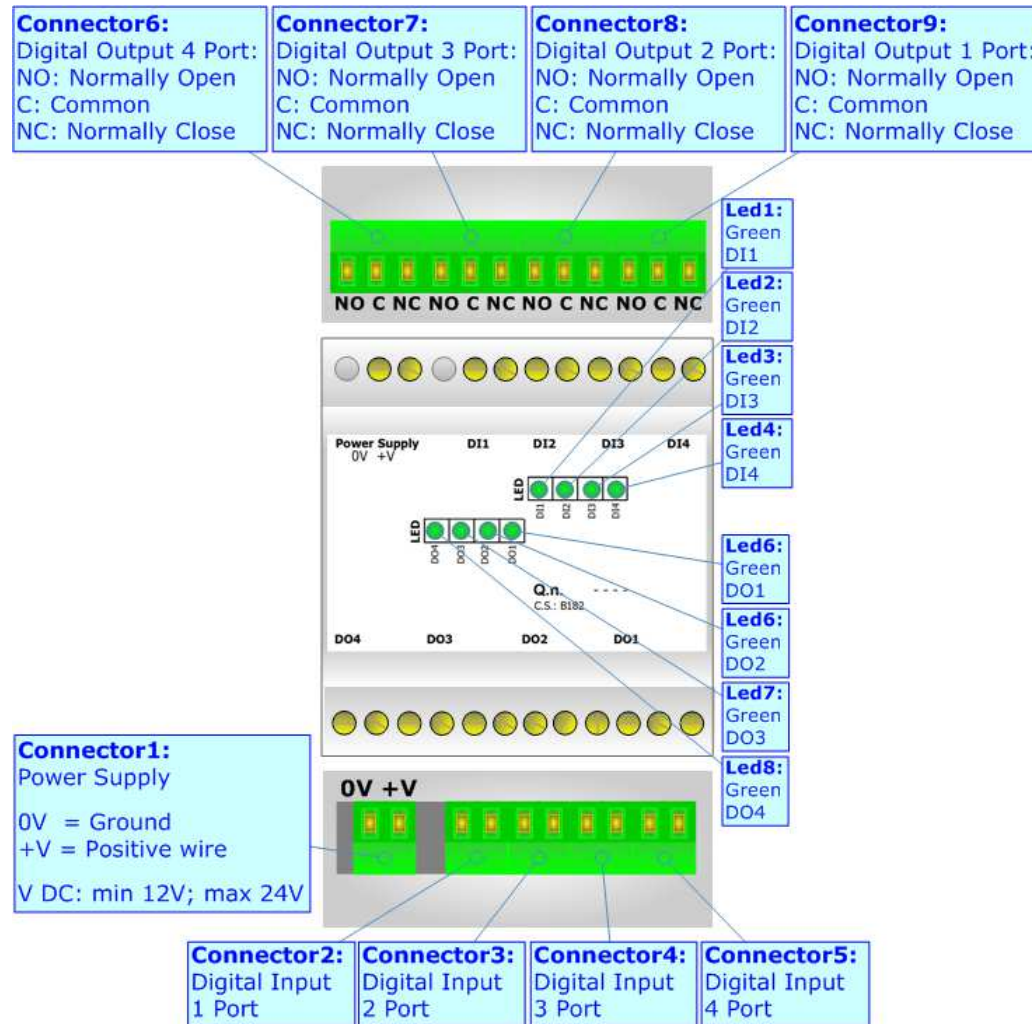 Connector6:
Digital Output 4 Port:
NO: Normally Open
C: Common
NC: Normally Close
Connector7:
Digital Output 3 Port:
NO: Normally Open
C: Common
NC: Normally Close
Connector8:
Digital Output 2 Port:
NO: Normally Open
C: Common
NC: Normally Close
Connector9:
Digital Output 1 Port:
NO: Normally Open
C: Common
NC: Normally Close
NO C NC NO C NC NO C NC NO C NC
Led1:
Green
DI1
Led2:
Green
DI2
Led3:
Green
DI3
Led4:
Green
DI4
Power Supply DI1 DI2 DI3 DI4
0V +V
LED
DI1 DI2 DI3 DI4
LED
DO4 DO3 DO2 DO1
Q.n. - - - -
C.S.: B182
DO4 DO3 DO2 DO1
Led6:
Green
DO1
Led6:
Green
DO2
Led7:
Green
DO3
Led8:
Green
DO4
Connector1:
Power Supply
0V = Ground
+V = Positive wire
V DC: min 12V; max 24V
0V +V
Connector2:
Digital Input
1 Port
Connector3:
Digital Input
2 Port
Connector4:
Digital Input
3 Port
Connector5:
Digital Input
4 Port